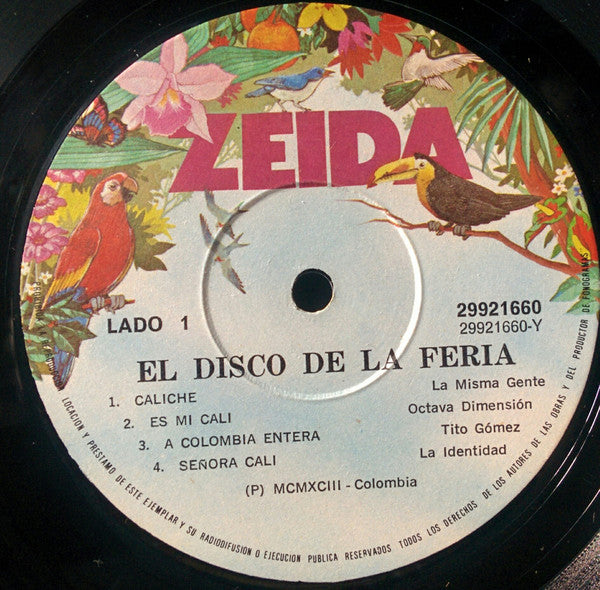 ZEIDA
LADO 1
29921660
29921660-Y
EL DISCO DE LA FERIA
1. CALICHE La Misma Gente
2. ES MI CALI Octava Dimensión
3. A COLOMBIA ENTERA Tito Gómez
4. SEÑORA CALI La Identidad
(P) MCMXCIII - Colombia
LOCACION Y PRESTAMO DE ESTE EJEMPLAR Y SU RADIODIFUSION O EJECUCION PUBLICA RESERVADOS TODOS LOS DERECHOS DE LOS AUTORES DE LAS OBRAS Y DEL PRODUCTOR DE FONOGRAMAS